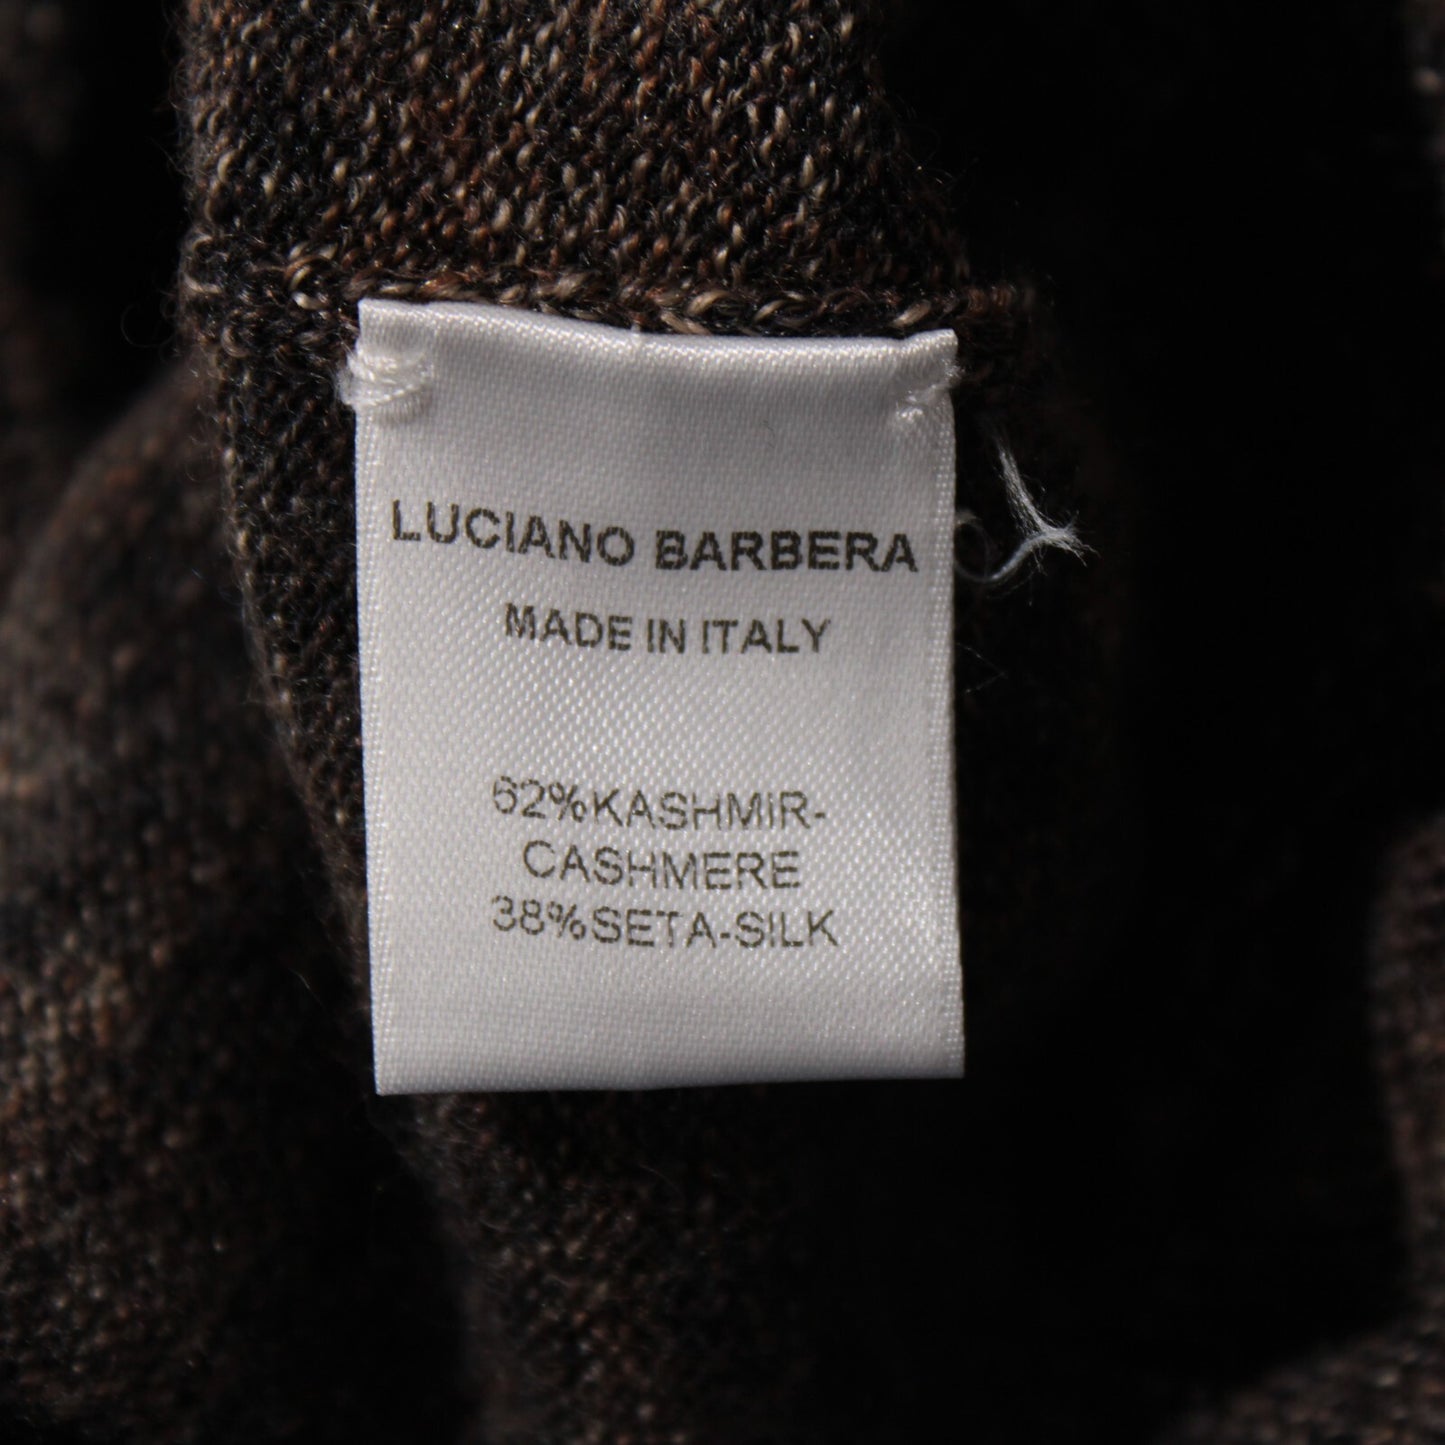 LUCIANO BARBERA
MADE IN ITALY
62%KASHMIR-
CASHMERE
38%SETA-SILK